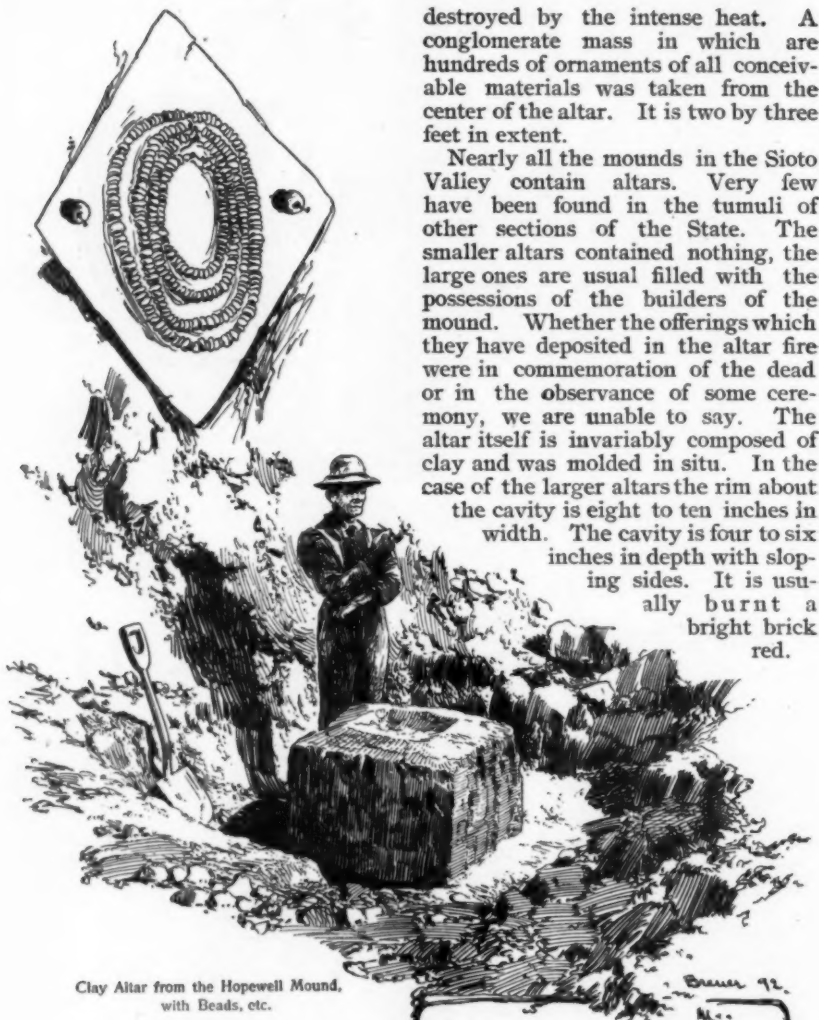 destroyed by the intense heat. A
conglomerate mass in which are
hundreds of ornaments of all conceiv-
able materials was taken from the
center of the altar. It is two by three
feet in extent.
Nearly all the mounds in the Sioto
Valley contain altars. Very few
have been found in the tumuli of
other sections of the State. The
smaller altars contained nothing, the
large ones are usual filled with the
possessions of the builders of the
mound. Whether the offerings which
they have deposited in the altar fire
were in commemoration of the dead
or in the observance of some cere-
mony, we are unable to say. The
altar itself is invariably composed of
clay and was molded in situ. In the
case of the larger altars the rim about
the cavity is eight to ten inches in
width. The cavity is four to six
inches in depth with slop-
ing sides. It is usu-
ally burnt a
bright brick
red.
Clay Altar from the Hopewell Mound,
with Beads, etc.
92.